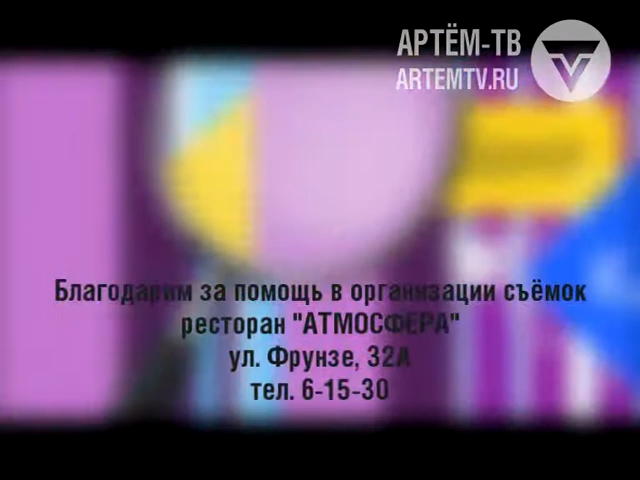 АРТЁМ-ТВ
ARTEMTV.RU
Благодарим за помощь в организации съёмок
ресторан "АТМОСФЕРА"
ул. Фрунзе, 32А
тел. 6-15-30